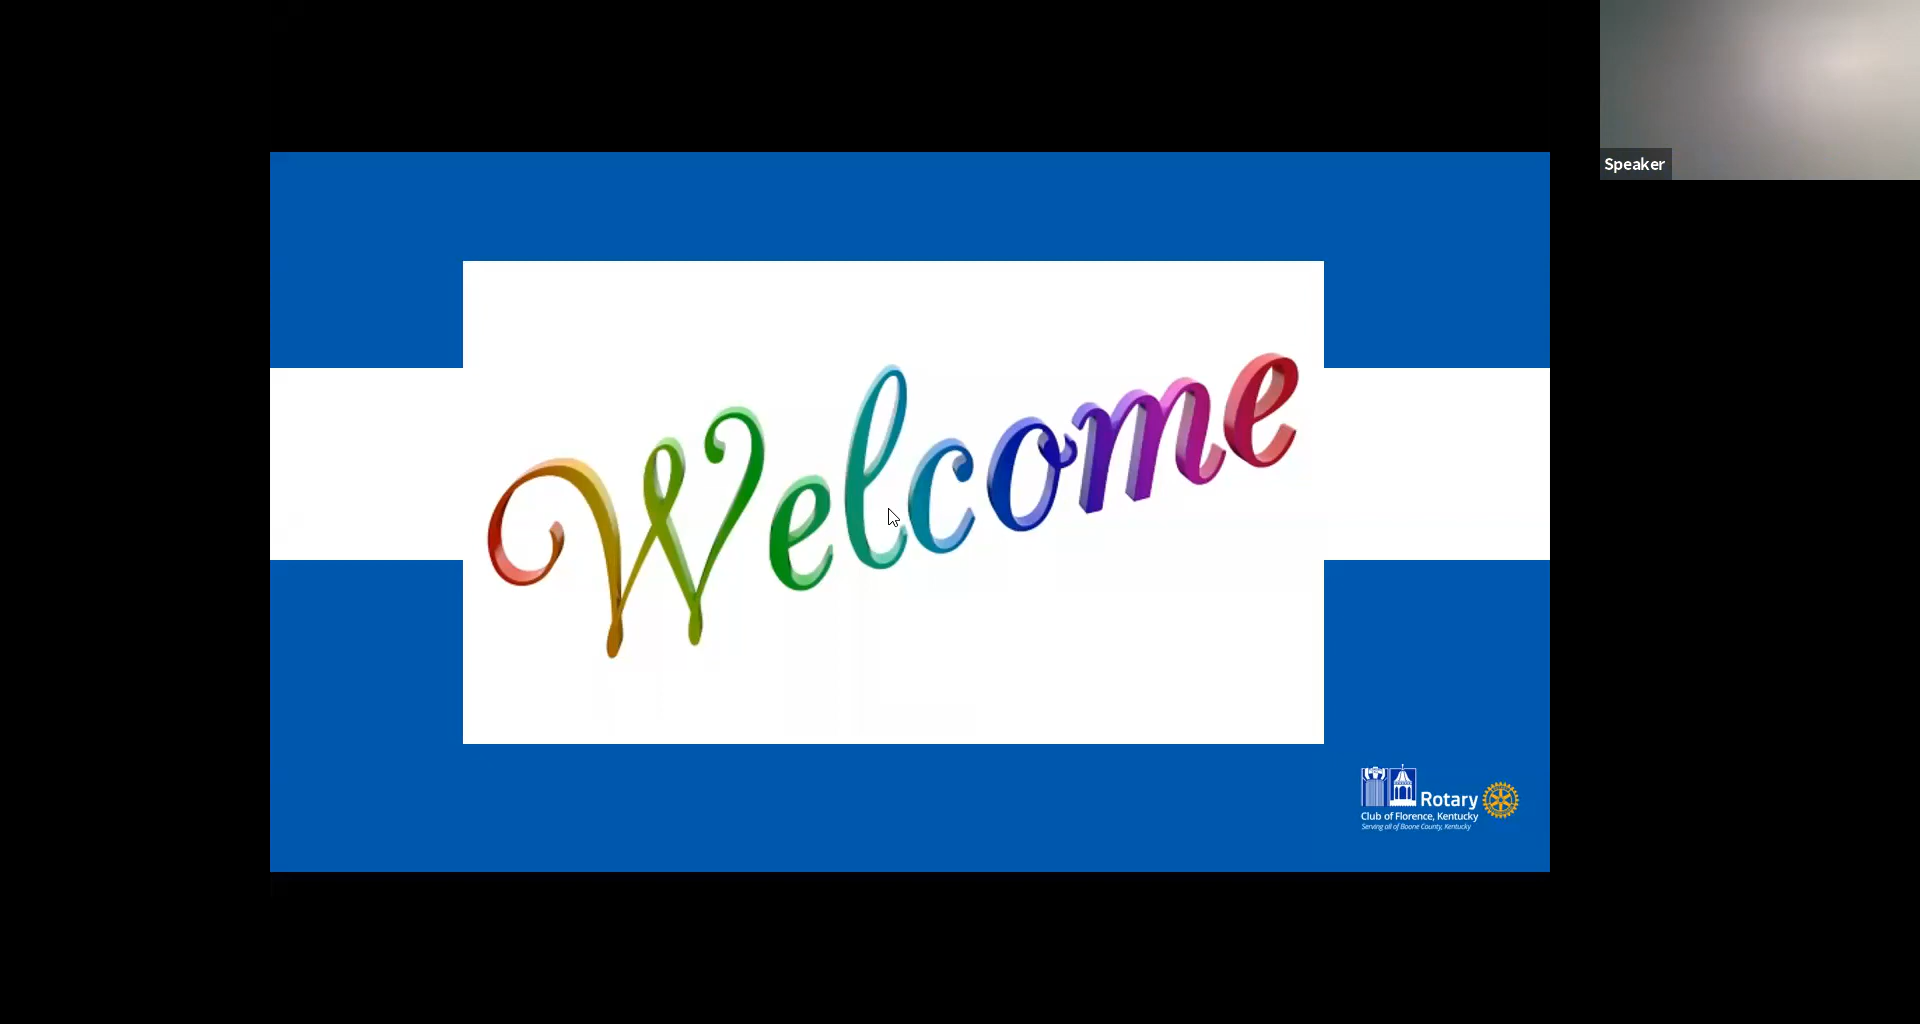 Speaker
Welcome
Rotary
Club of Florence, Kentucky
Serving all of Boone County, Kentucky